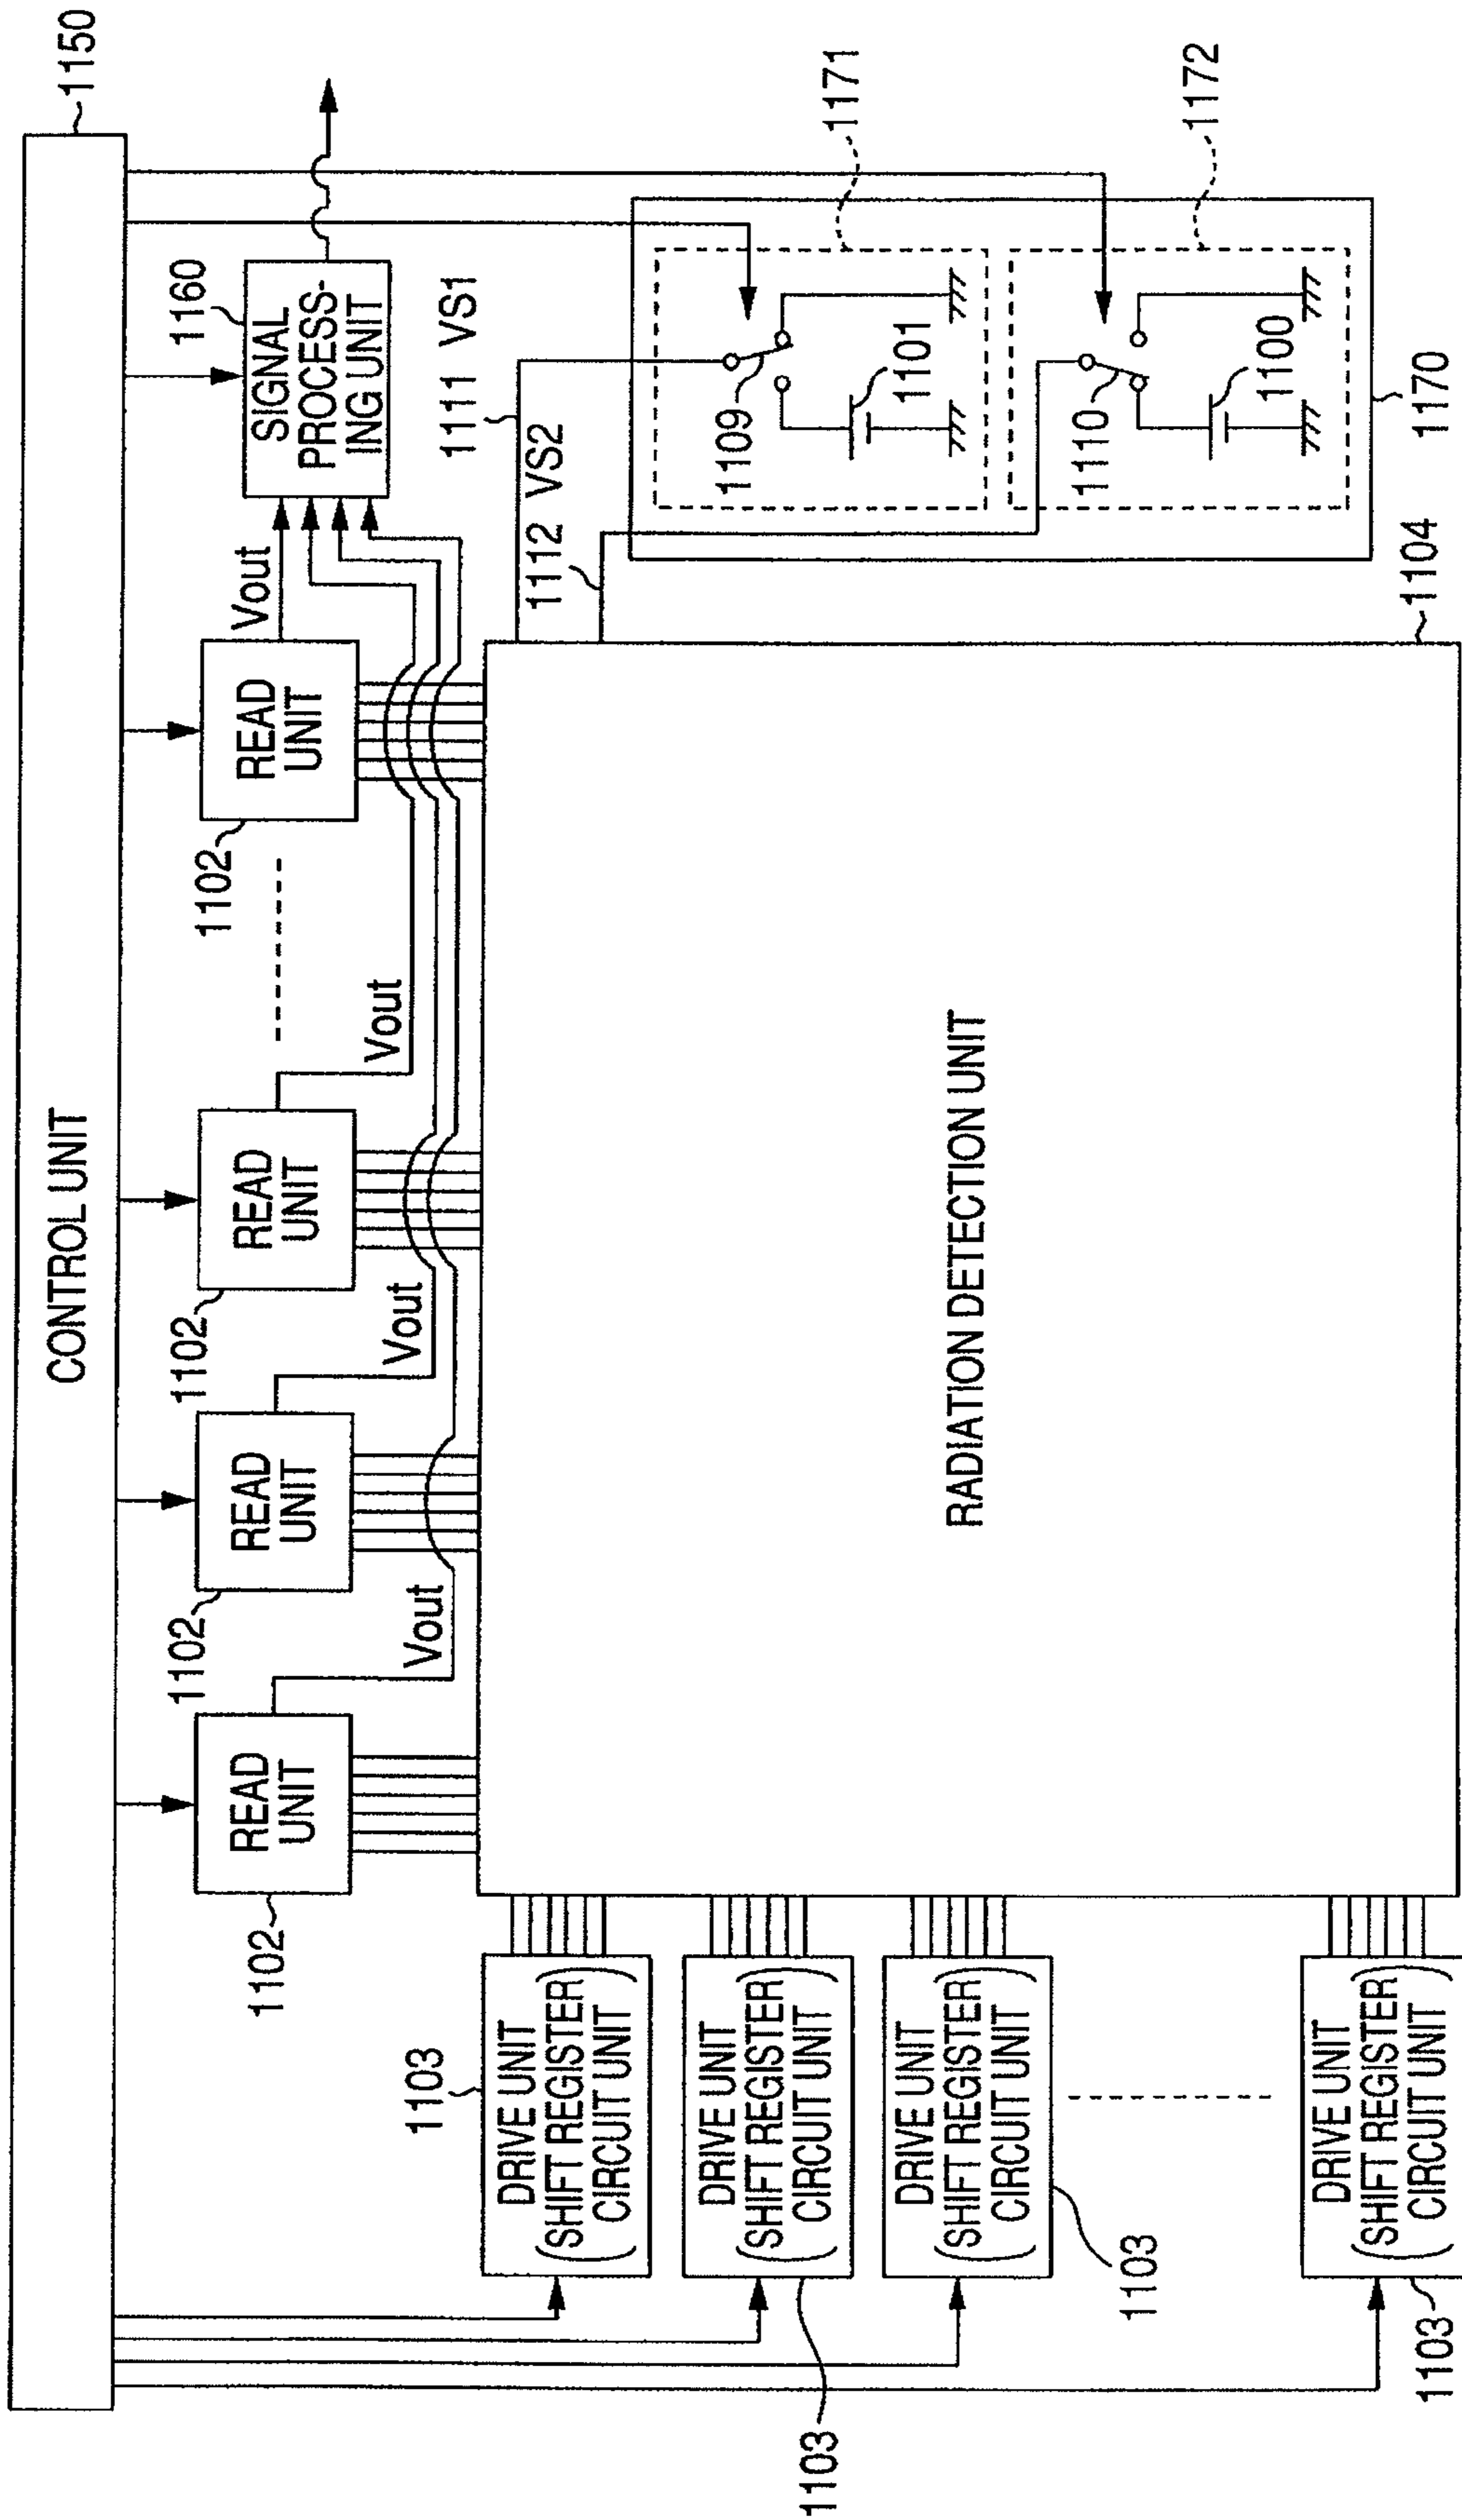 CONTROL UNIT
1150
1160
SIGNAL
PROCESS-
ING UNIT
READ
UNIT
1102
Vout
READ
UNIT
1102
Vout
READ
UNIT
1102
Vout
READ
UNIT
1102
Vout
1111 VS1
1112 VS2
1171
1109
1101
1172
1110
1100
1170
1104
RADIATION DETECTION UNIT
1103
DRIVE UNIT
(SHIFT REGISTER
CIRCUIT UNIT)
1103
DRIVE UNIT
(SHIFT REGISTER
CIRCUIT UNIT)
1103
DRIVE UNIT
(SHIFT REGISTER
CIRCUIT UNIT)
1103
DRIVE UNIT
(SHIFT REGISTER
CIRCUIT UNIT)